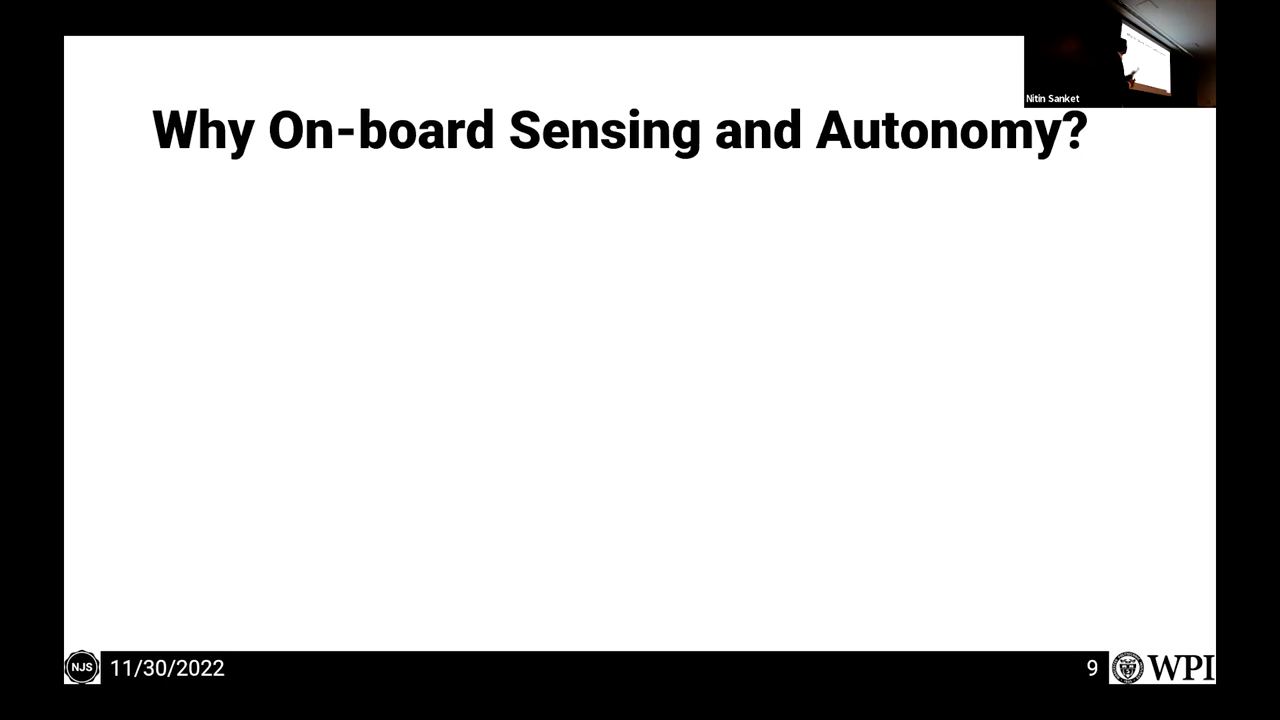 Nitin Sanket
Why On-board Sensing and Autonomy?
NJS
11/30/2022
9
WPI